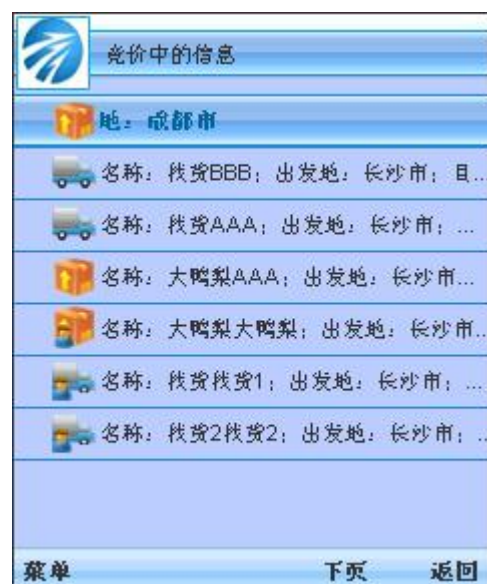 竞价中的信息
地：成都市
名称：找货BBB；出发地：长沙市；目...
名称：找货AAA；出发地：长沙市；...
名称：大鸭梨AAA；出发地：长沙市...
名称：大鸭梨大鸭梨；出发地：长沙市..
名称：找货找货1；出发地：长沙市；...
名称：找货2找货2；出发地：长沙市；..
菜单 下页 返回